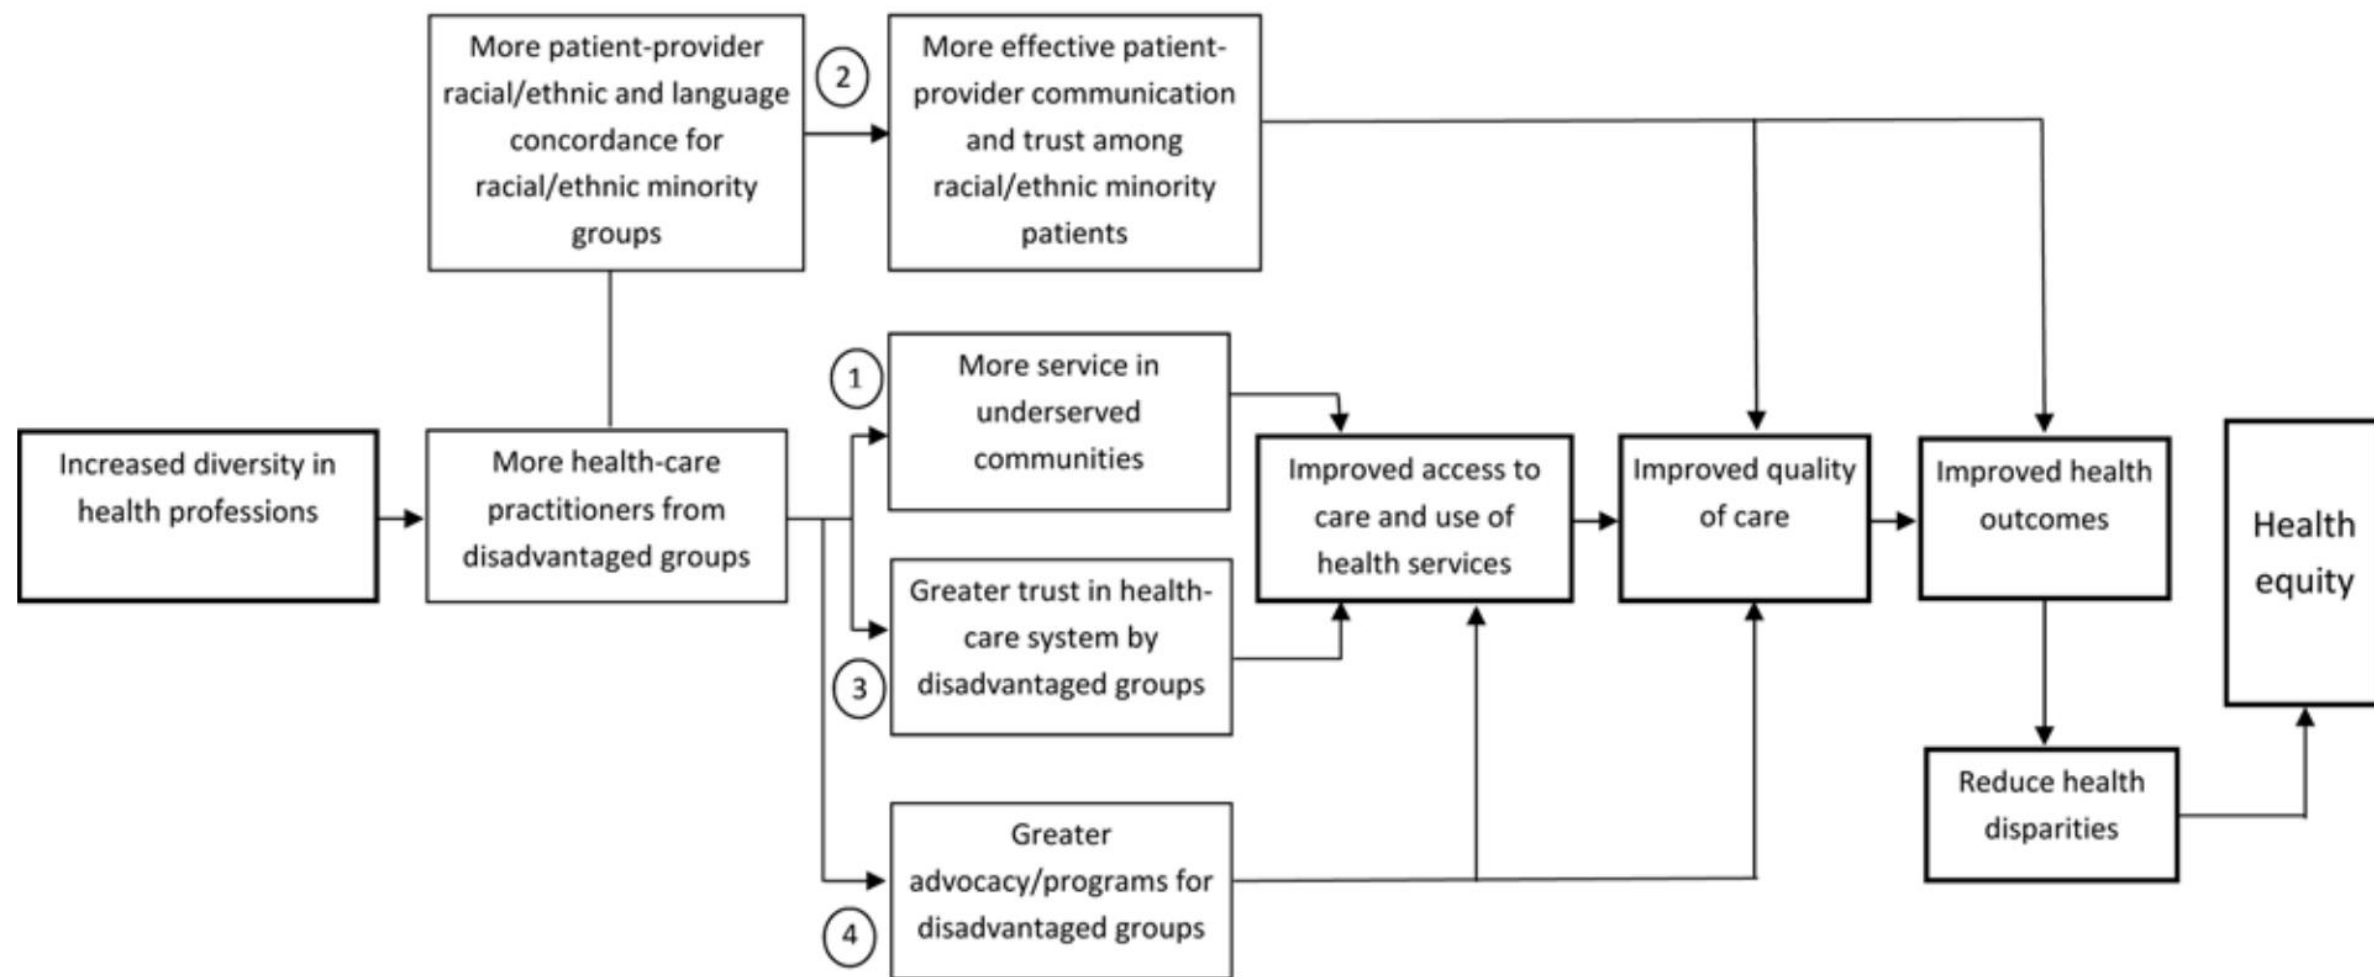 More patient-provider
racial/ethnic and language
concordance for
racial/ethnic minority
groups
2
More effective patient-
provider communication
and trust among
racial/ethnic minority
patients
Increased diversity in
health professions
More health-care
practitioners from
disadvantaged groups
1
More service in
underserved
communities
3
Greater trust in health-
care system by
disadvantaged groups
4
Greater
advocacy/programs for
disadvantaged groups
Improved access to
care and use of
health services
Improved quality
of care
Improved health
outcomes
Reduce health
disparities
Health
equity